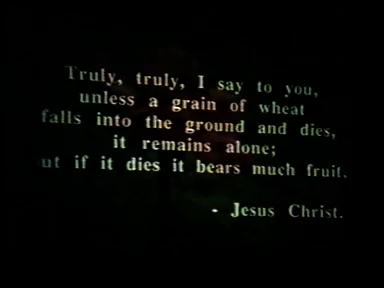 Truly, truly, I say to you,
unless a grain of wheat
falls into the ground and dies,
it remains alone;
ut if it dies it bears much fruit.
- Jesus Christ.